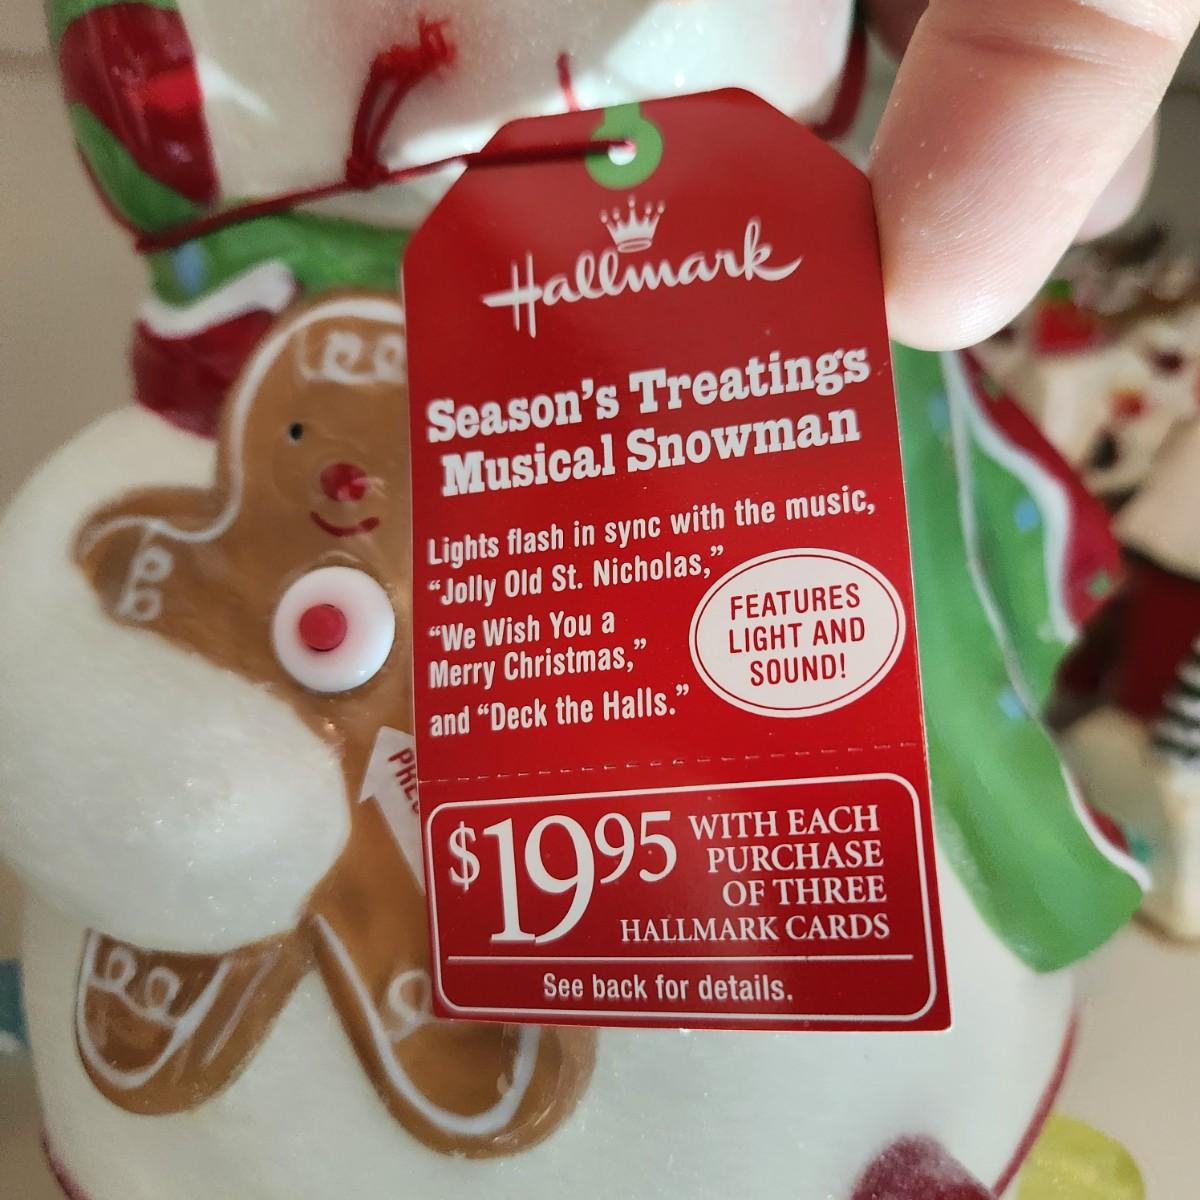 Hallmark
Season's Treatings
Musical Snowman
Lights flash in sync with the music,
"Jolly Old St. Nicholas,"
"We Wish You a
Merry Christmas,"
and "Deck the Halls."
FEATURES
LIGHT AND
SOUND!
$19.95
WITH EACH
PURCHASE
OF THREE
HALLMARK CARDS
See back for details.